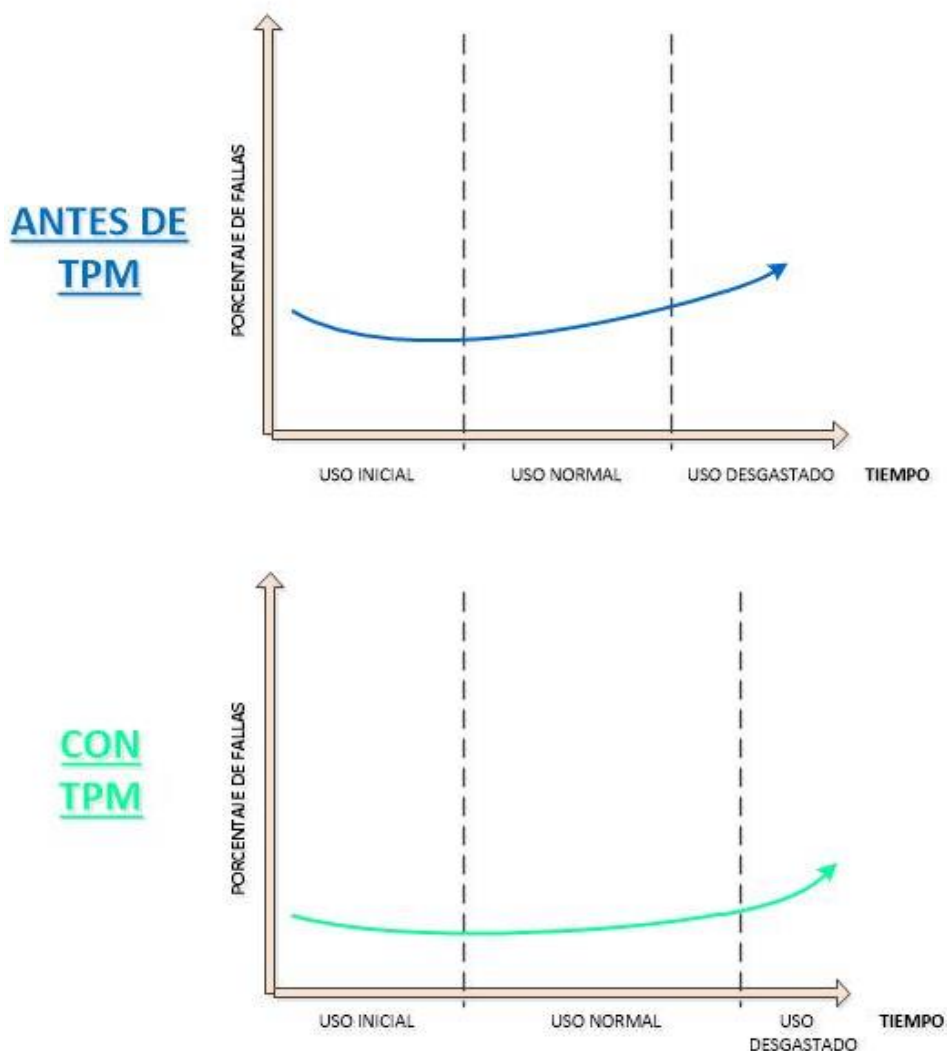 ANTES DE
TPM
PORCENTAJE DE FALLAS
USO INICIAL
USO NORMAL
USO DESGASTADO
TIEMPO
CON
TPM
PORCENTAJE DE FALLAS
USO INICIAL
USO NORMAL
USO
DESGASTADO
TIEMPO